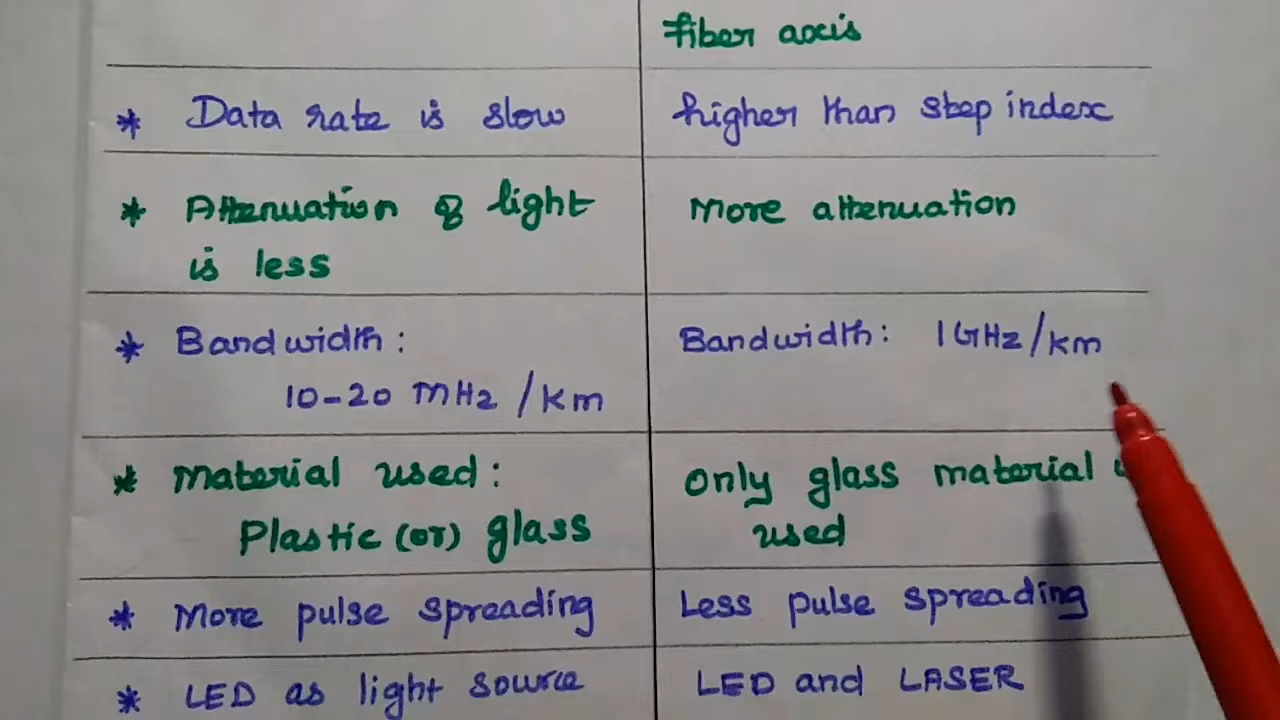 fiber axis
* Data rate is slow
higher than step index
* Attenuation of light
is less
More attenuation
* Bandwidth:
10-20 MHz/Km
Bandwidth: 1GHz/km
* Material used:
Plastic (or) glass
only glass material
used
* More pulse spreading
Less pulse spreading
* LED as light source
LED and LASER